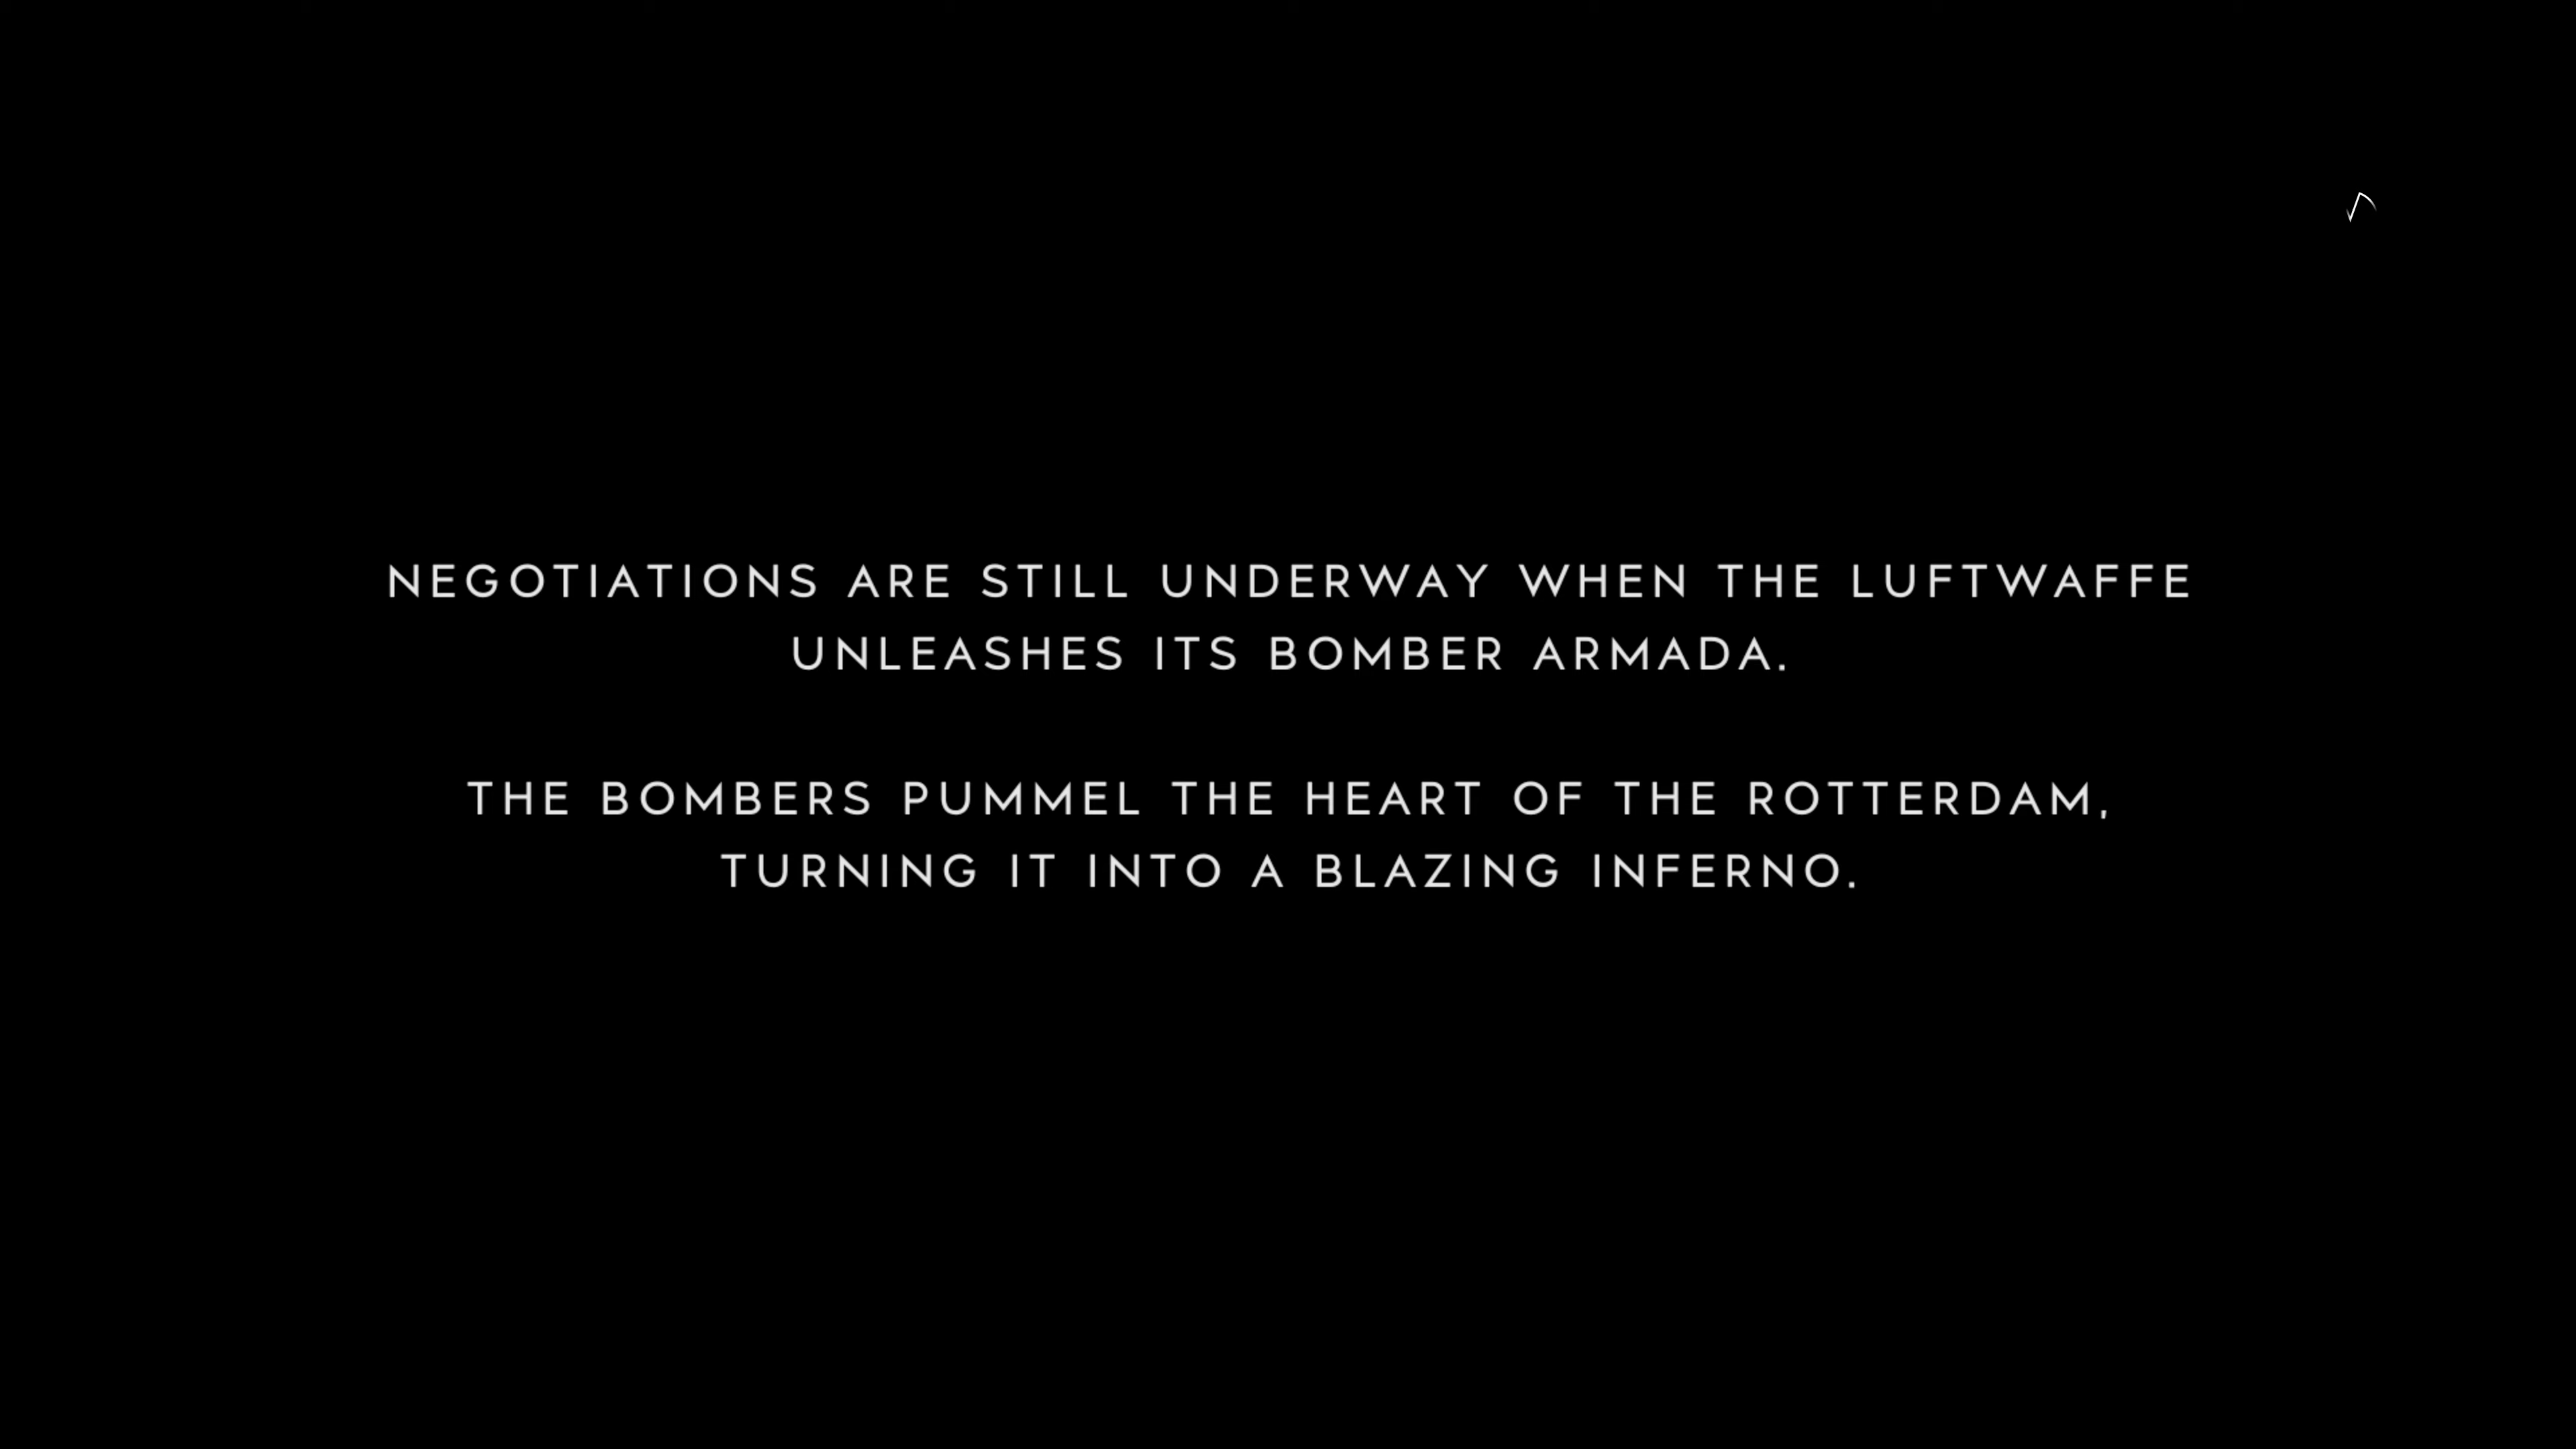 NEGOTIATIONS ARE STILL UNDERWAY WHEN THE LUFTWAFFE
UNLEASHES ITS BOMBER ARMADA.
THE BOMBERS PUMMEL THE HEART OF THE ROTTERDAM,
TURNING IT INTO A BLAZING INFERNO.